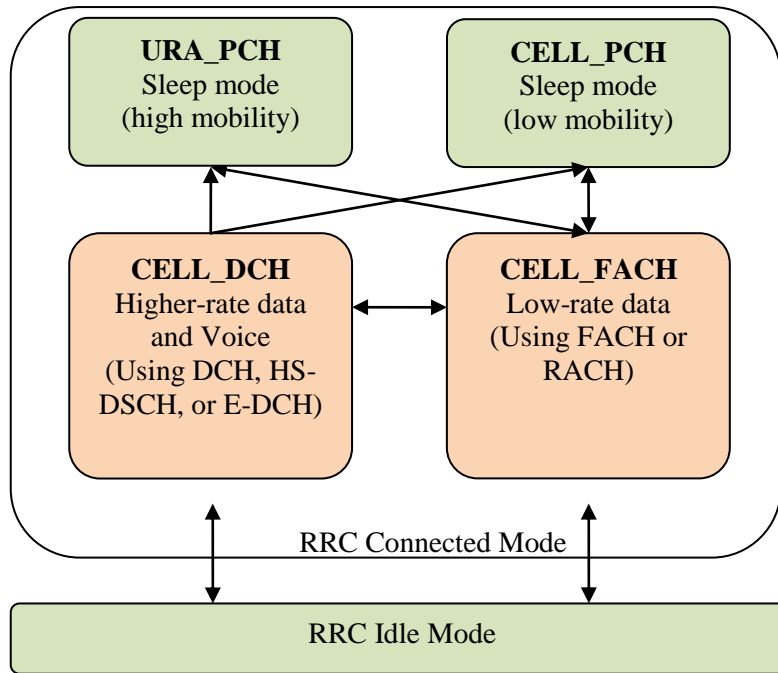 URA_PCH
Sleep mode
(high mobility)
CELL_PCH
Sleep mode
(low mobility)
CELL_DCH
Higher-rate data
and Voice
(Using DCH, HS-
DSCH, or E-DCH)
CELL_FACH
Low-rate data
(Using FACH or
RACH)
RRC Connected Mode
RRC Idle Mode